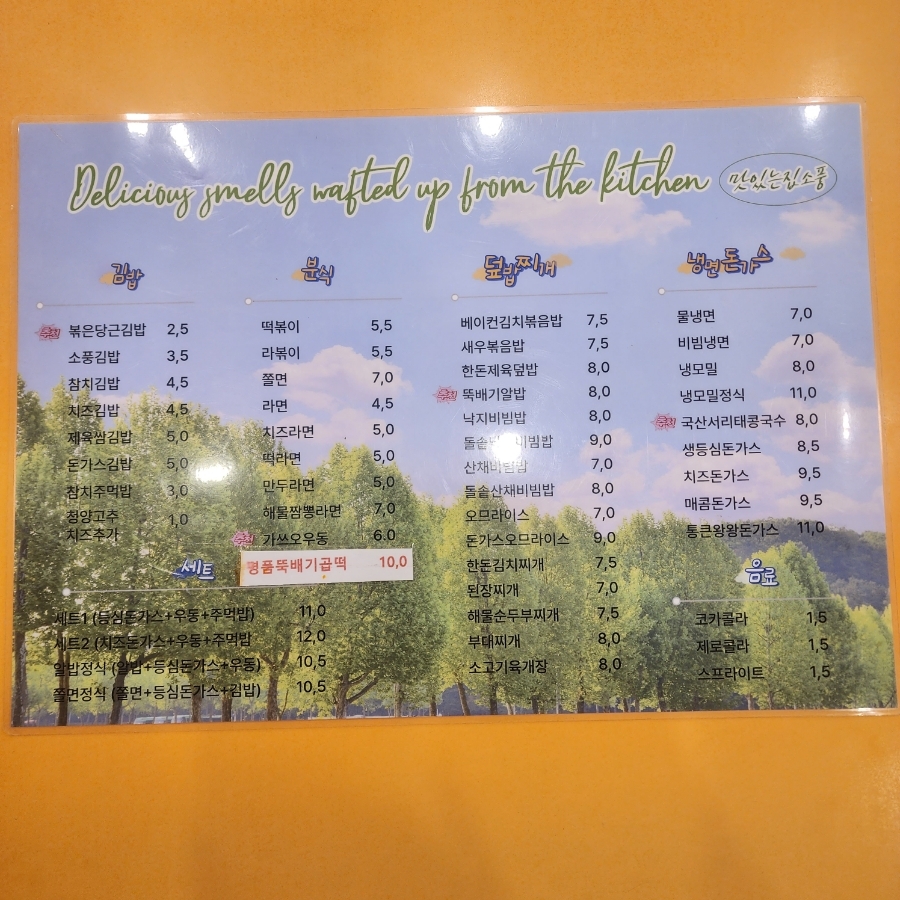 Delicious smells wafted up from the kitchen
맛있는집소풍
김밥
추천 볶은당근김밥 2,5
소풍김밥 3,5
참치김밥 4,5
치즈김밥 4,5
제육쌈김밥 5,0
돈가스김밥 5,0
참치주먹밥 3,0
청양고추
치즈추가 1,0
분식
떡볶이 5,5
라볶이 5,5
쫄면 7,0
라면 4,5
치즈라면 5,0
떡라면 5,0
만두라면 5,0
해물짬뽕라면 7,0
추천 가쓰오우동 6.0
명품뚝배기곱떡 10,0
세트
세트1 (등심돈가스+우동+주먹밥) 11,0
세트2 (치즈돈가스+우동+주먹밥 12,0
알밥정식 (알밥+등심돈가스+우동) 10,5
쫄면정식 (쫄면+등심돈가스+김밥) 10,5
덮밥찌개
베이컨김치볶음밥 7,5
새우볶음밥 7,5
한돈제육덮밥 8,0
추천 뚝배기알밥 8,0
낙지비빔밥 8,0
돌솥 비빔밥 9,0
산채비빔밥 7,0
돌솥산채비빔밥 8,0
오므라이스 7,0
돈가스오므라이스 9,0
한돈김치찌개 7,5
된장찌개 7,0
해물순두부찌개 7,5
부대찌개 8,0
소고기육개장 8,0
냉면돈가스
물냉면 7,0
비빔냉면 7,0
냉모밀 8,0
냉모밀정식 11,0
추천 국산서리태콩국수 8,0
생등심돈가스 8,5
치즈돈가스 9,5
매콤돈가스 9,5
통큰왕왕돈가스 11,0
음료
코카콜라 1,5
제로콜라 1,5
스프라이트 1,5